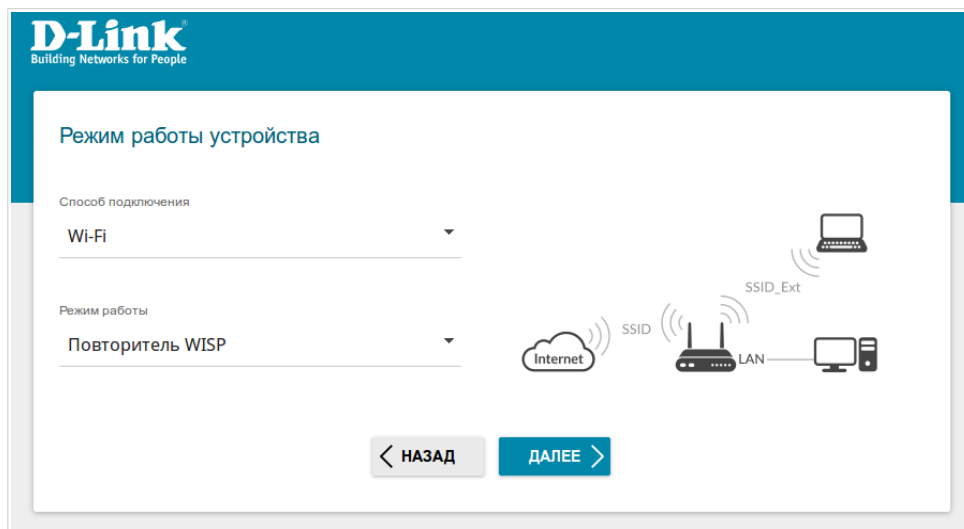 D-Link®
Building Networks for People
Режим работы устройства
Способ подключения
Wi-Fi
Режим работы
Повторитель WISP
SSID_Ext
SSID
Internet
LAN
НАЗАД
ДАЛЕЕ